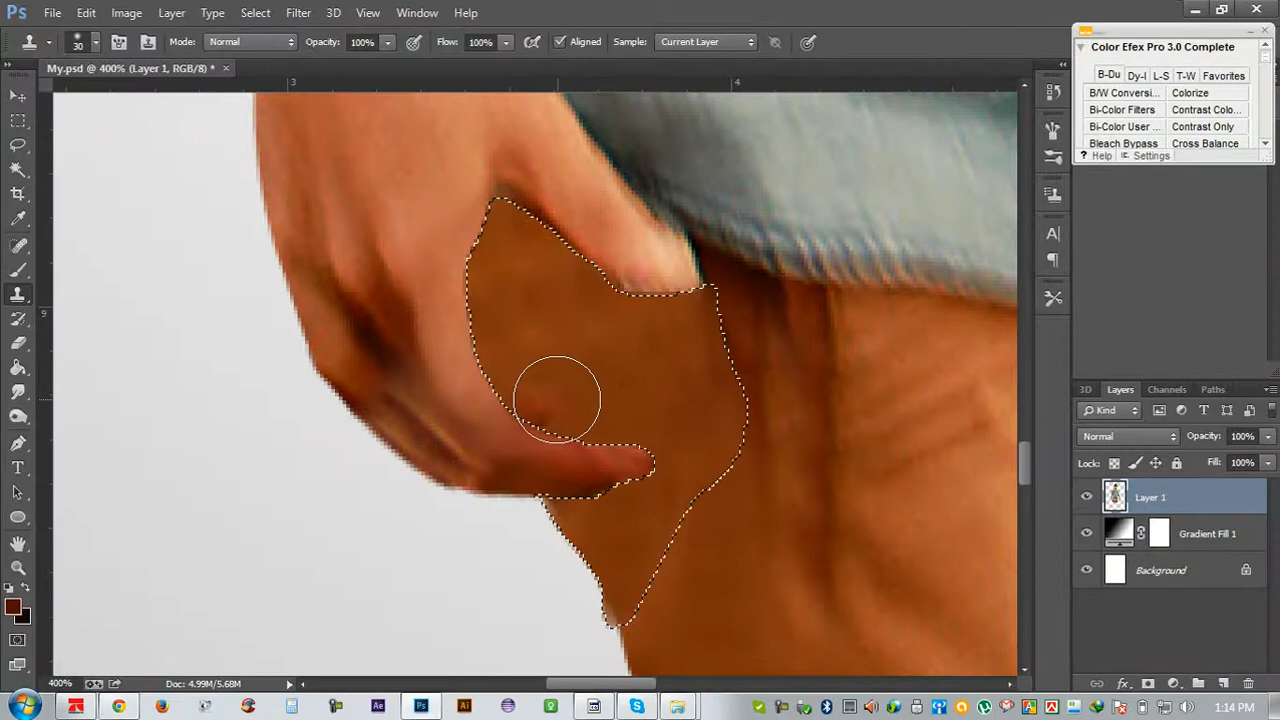 Ps File Edit Image Layer Type Select Filter 3D View Window Help
30 Mode: Normal Opacity: 100% Flow: 100% Aligned Sample: Current Layer
My.psd @ 400% (Layer 1, RGB/8) * ×
3 4
9
Color Efex Pro 3.0 Complete
B-Du Dy-I L-S T-W Favorites
B/W Conversi... Colorize
Bi-Color Filters Contrast Colo...
Bi-Color User ... Contrast Only
Bleach Bypass Cross Balance
? Help Settings
3D Layers Channels Paths
Kind
Normal Opacity: 100%
Lock: Fill: 100%
Layer 1
Gradient Fill 1
Background
400% Doc: 4.99M/5.68M
Ae Ps Ai 1:14 PM